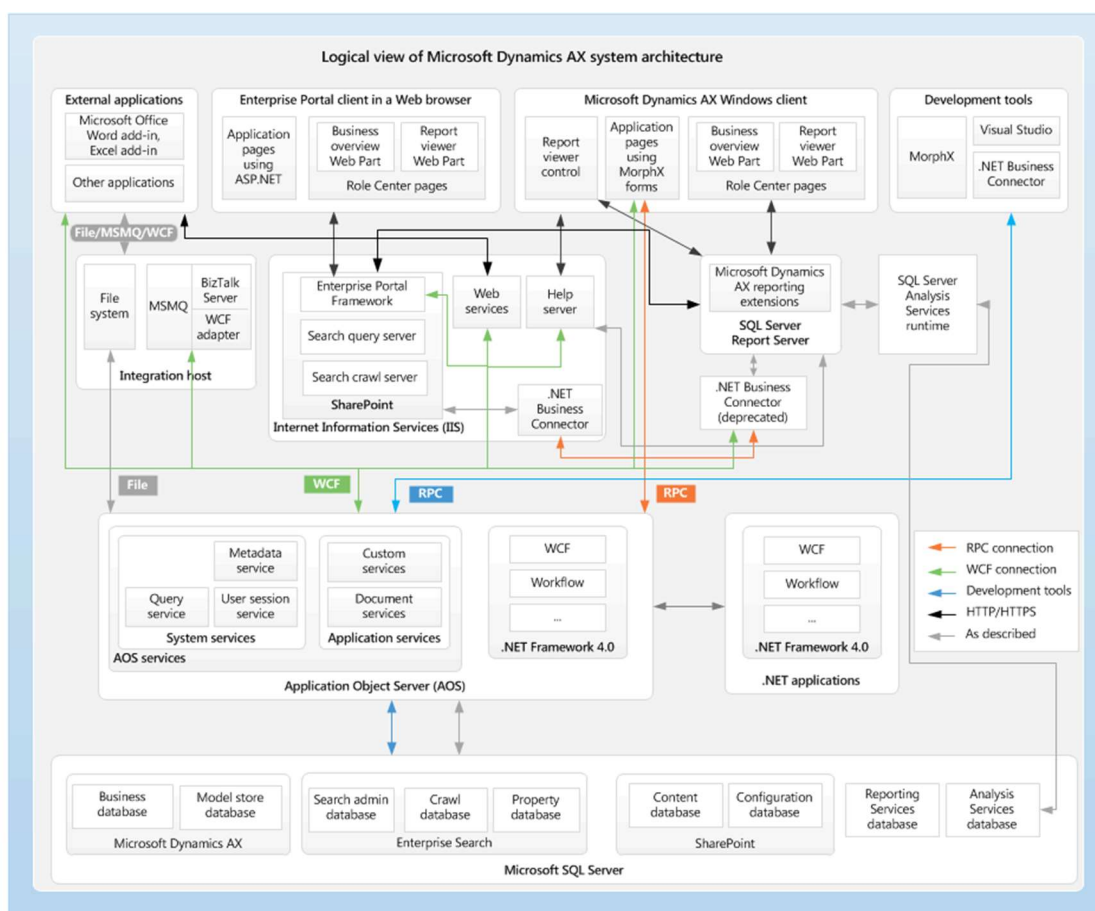 Logical view of Microsoft Dynamics AX system architecture
External applications
Microsoft Office
Word add-in,
Excel add-in
Other applications
Enterprise Portal client in a Web browser
Application
pages
using
ASP.NET
Business
overview
Web Part
Report
viewer
Web Part
Role Center pages
Microsoft Dynamics AX Windows client
Report
viewer
control
Application
pages using
MorphX
forms
Business
overview
Web Part
Report
viewer
Web Part
Role Center pages
Development tools
MorphX
Visual Studio
.NET Business
Connector
File/MSMQ/WCF
File
system
MSMQ
BizTalk
Server
WCF
adapter
Integration host
Enterprise Portal
Framework
Search query server
Search crawl server
SharePoint
Web
services
Help
server
.NET
Business
Connector
Internet Information Services (IIS)
Microsoft Dynamics
AX reporting
extensions
SQL Server
Report Server
SQL Server
Analysis
Services
runtime
.NET Business
Connector
(deprecated)
File
WCF
RPC
RPC
Metadata
service
Query
service
User session
service
System services
Custom
services
Document
services
Application services
AOS services
WCF
Workflow
...
.NET Framework 4.0
Application Object Server (AOS)
WCF
Workflow
...
.NET Framework 4.0
.NET applications
RPC connection
WCF connection
Development tools
HTTP/HTTPS
As described
Business
database
Model store
database
Microsoft Dynamics AX
Search admin
database
Crawl
database
Property
database
Enterprise Search
Content
database
Configuration
database
SharePoint
Reporting
Services
database
Analysis
Services
database
Microsoft SQL Server